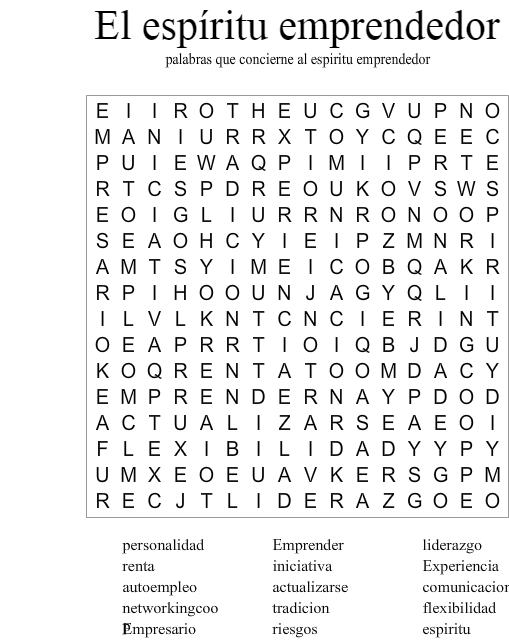 El espíritu emprendedor
palabras que concierne al espiritu emprendedor
E I I R O T H E U C G V U P N O
M A N I U R R X T O Y C Q E E C
P U I E W A Q P I M I I P R T E
R T C S P D R E O U K O V S W S
E O I G L I U R R N R O N O O P
S E A O H C Y I E I P Z M N R I
A M T S Y I M E I C O B Q A K R
R P I H O O U N J A G Y Q L I I
I L V L K N T C N C I E R I N T
O E A P R R T I O I Q B J D G U
K O Q R E N T A T O O M D A C Y
E M P R E N D E R N A Y P D O D
A C T U A L I Z A R S E A E O I
F L E X I B I L I D A D Y Y P Y
U M X E O E U A V K E R S G P M
R E C J T L I D E R A Z G O E O
personalidad Emprender liderazgo
renta iniciativa Experiencia
autoempleo actualizarse comunicacion
networkingcoo tradicion flexibilidad
Empresario riesgos espiritu